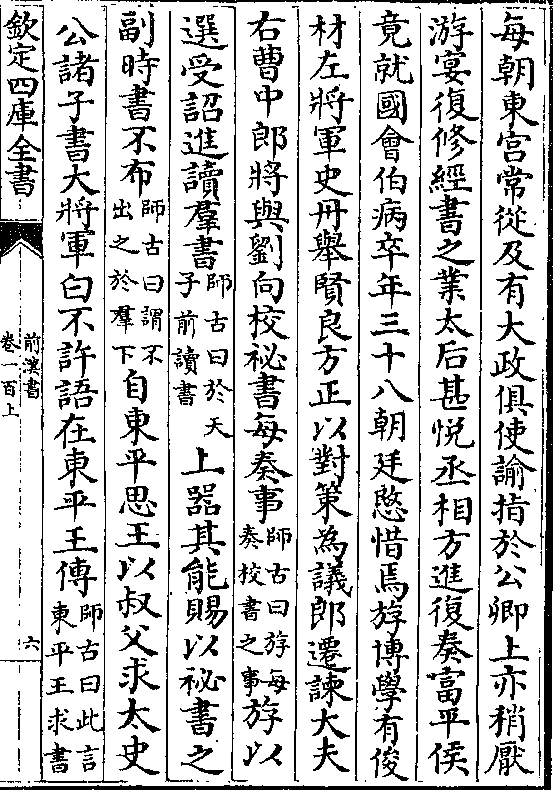 每朝東宫常從及有大政俱使諭指於公卿上亦稍厭
游宴復修經書之業太后甚悅丞相方進復奏富平侯
竟就國會伯病卒年三十八朝廷愍惜焉斿博學有俊
材左將軍史丹舉賢良方正以對策為議郎遷諫大夫
右曹中郎將與劉向校秘書每奏事師古曰斿每奏校書之事斿以
選受詔進讀羣書師古曰於天子前讀書上器其能賜以秘書之
副時書不布師古曰謂不出之於羣下自東平思王以叔父求太史
公諸子書大將軍白不許語在東平王傳師古曰此言東平王求書
欽定四庫全書
前漢書
卷一百上
六